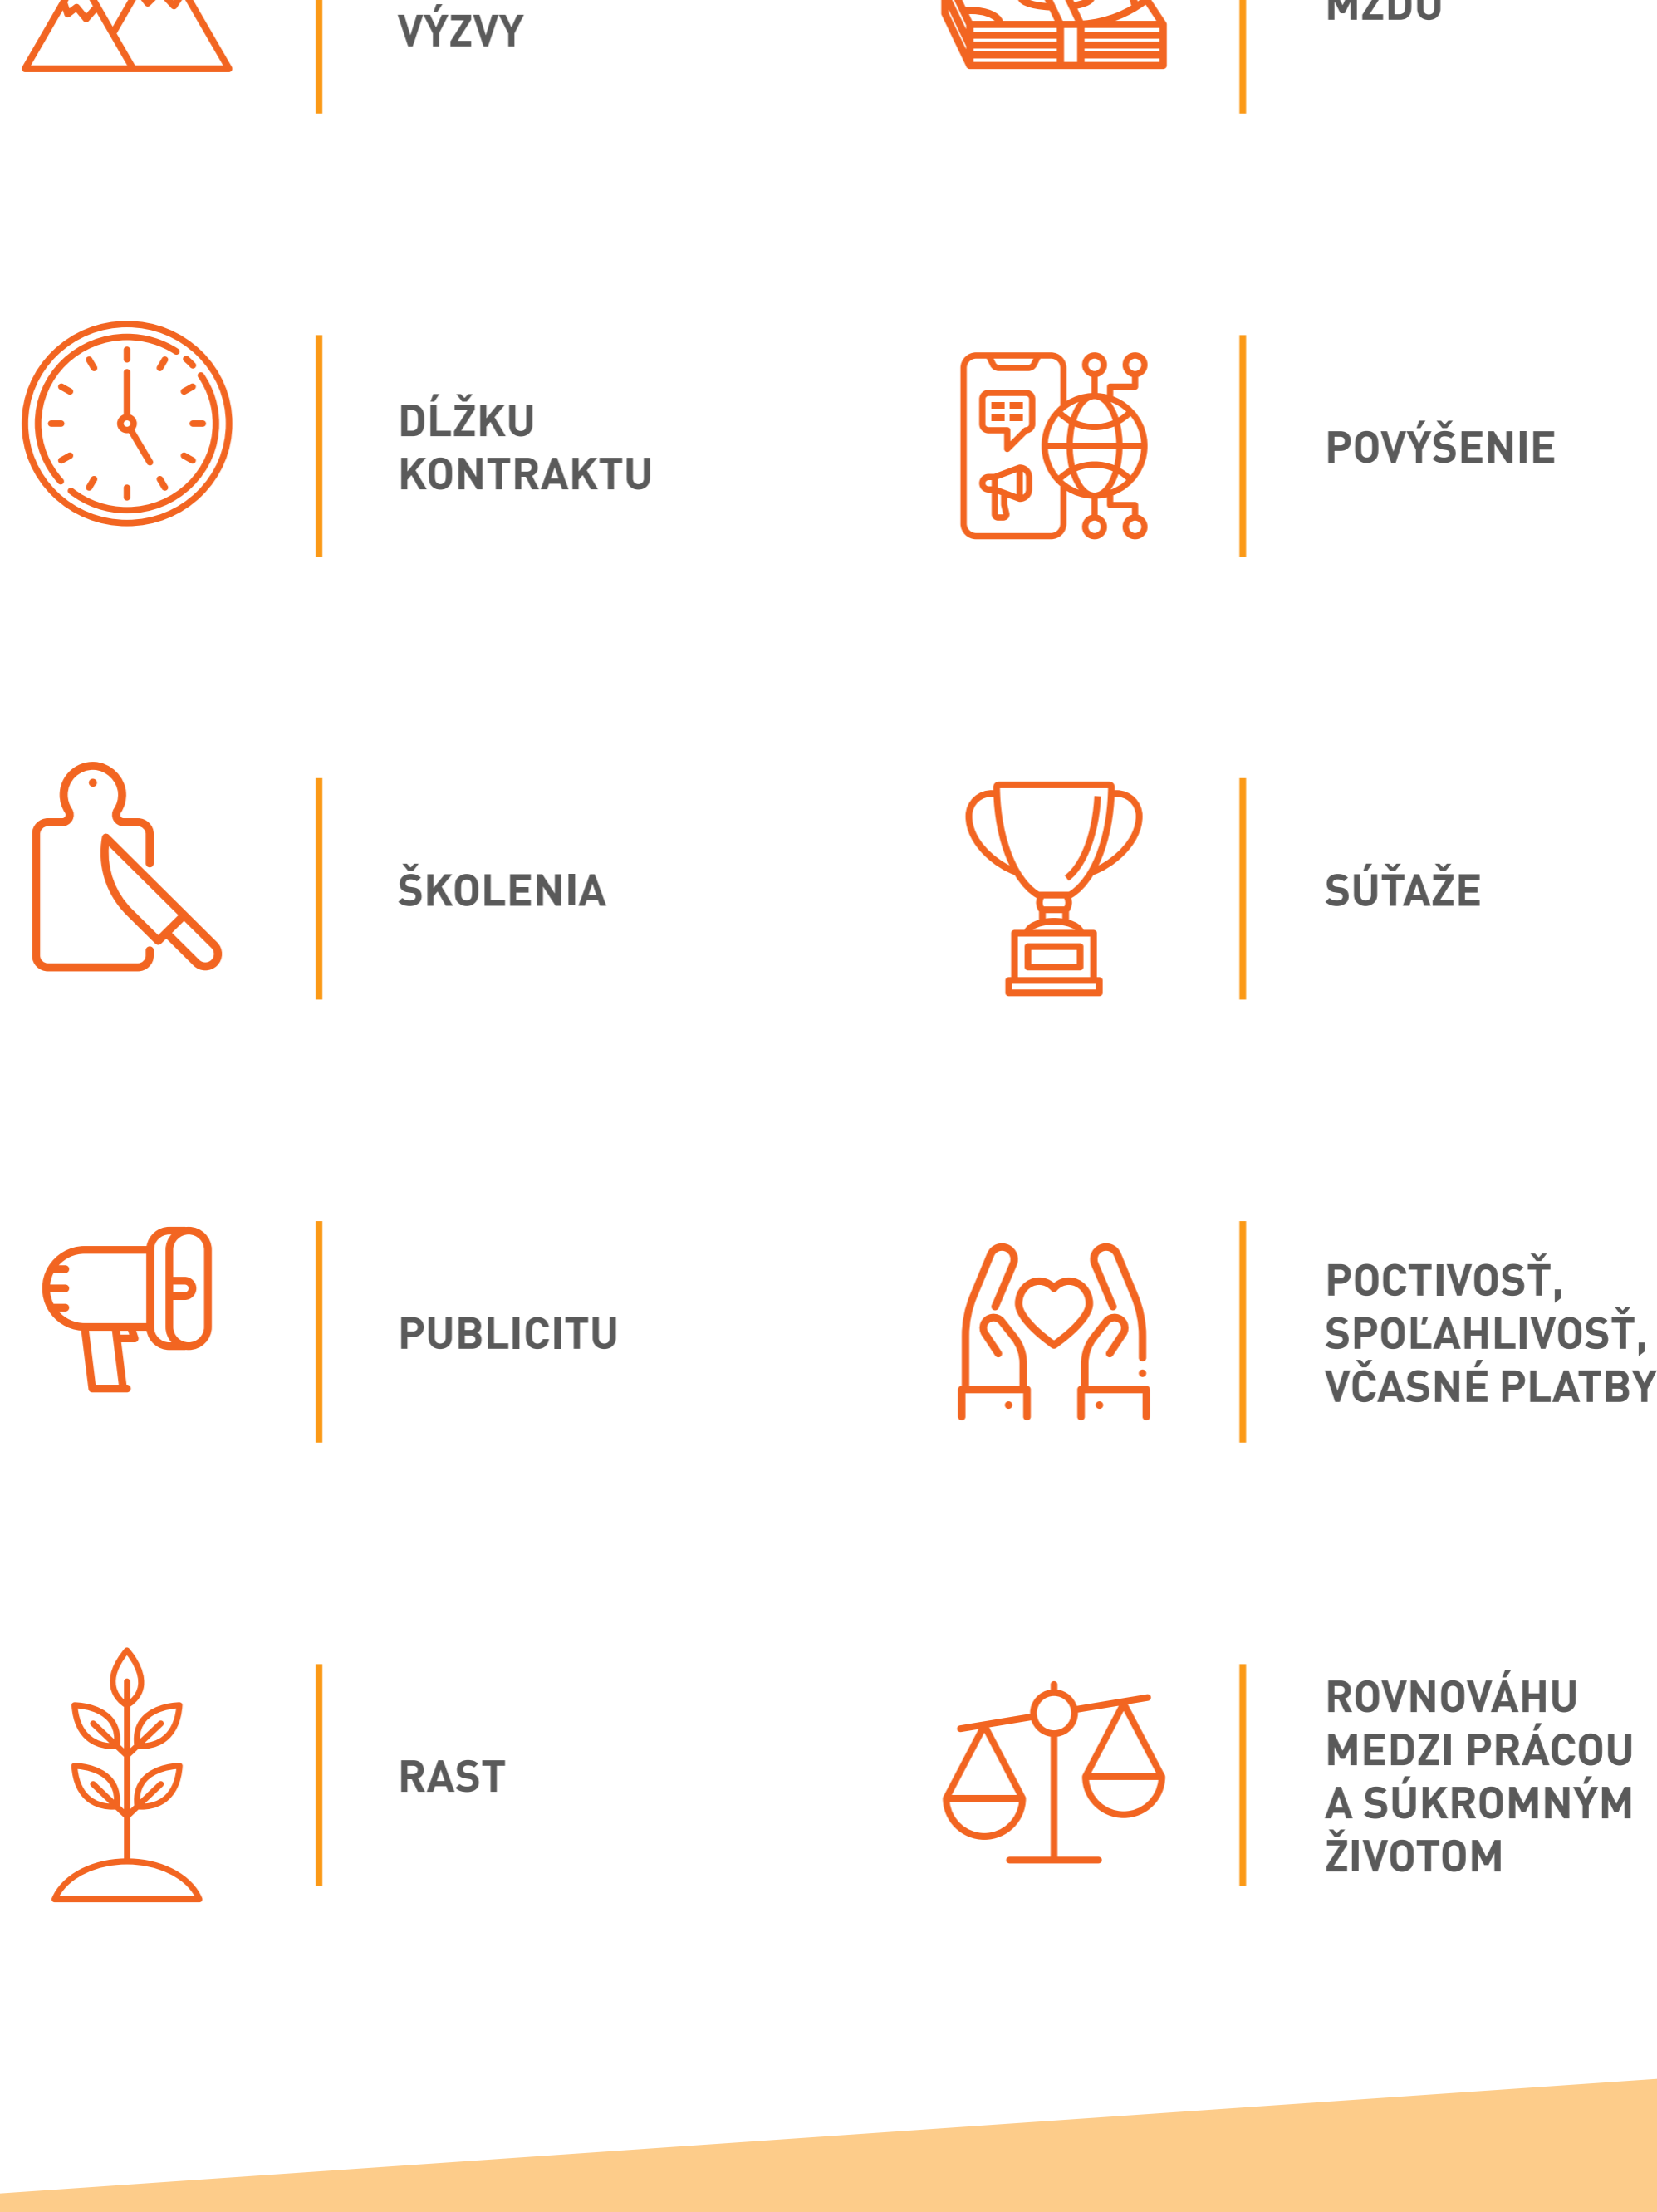 VÝZVY
MZDU
DĹŽKU
KONTRAKTU
POVÝŠENIE
ŠKOLENIA
SÚŤAŽE
PUBLICITU
POCTIVOSŤ,
SPOĽAHLIVOSŤ,
VČASNÉ PLATBY
RAST
ROVNOVÁHU
MEDZI PRÁCOU
A SÚKROMNÝM
ŽIVOTOM